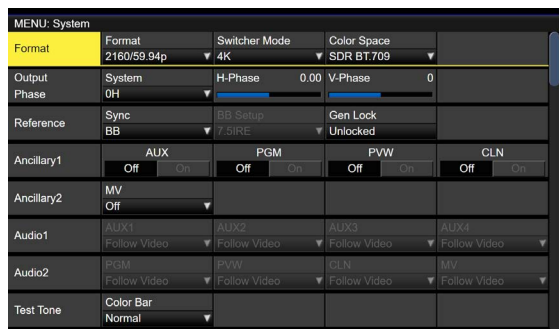 MENU: System
Format
Format
2160/59.94p
Switcher Mode
4K
Color Space
SDR BT.709
Output
Phase
System
0H
H-Phase 0.00
V-Phase 0
Reference
Sync
BB
BB Setup
7.5IRE
Gen Lock
Unlocked
Ancillary1
AUX
Off On
PGM
Off On
PVW
Off On
CLN
Off On
Ancillary2
MV
Off
Audio1
AUX1
Follow Video
AUX2
Follow Video
AUX3
Follow Video
AUX4
Follow Video
Audio2
PGM
Follow Video
PVW
Follow Video
CLN
Follow Video
MV
Follow Video
Test Tone
Color Bar
Normal